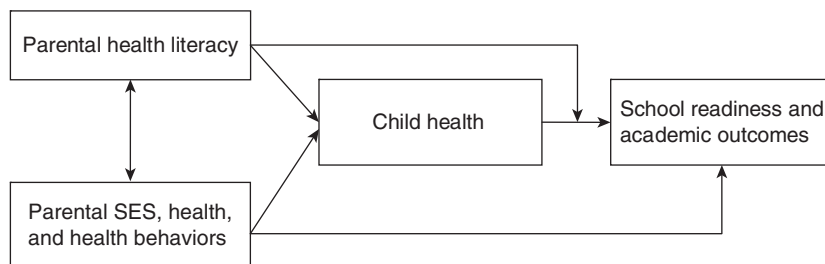 Parental health literacy
Child health
School readiness and
academic outcomes
Parental SES, health,
and health behaviors